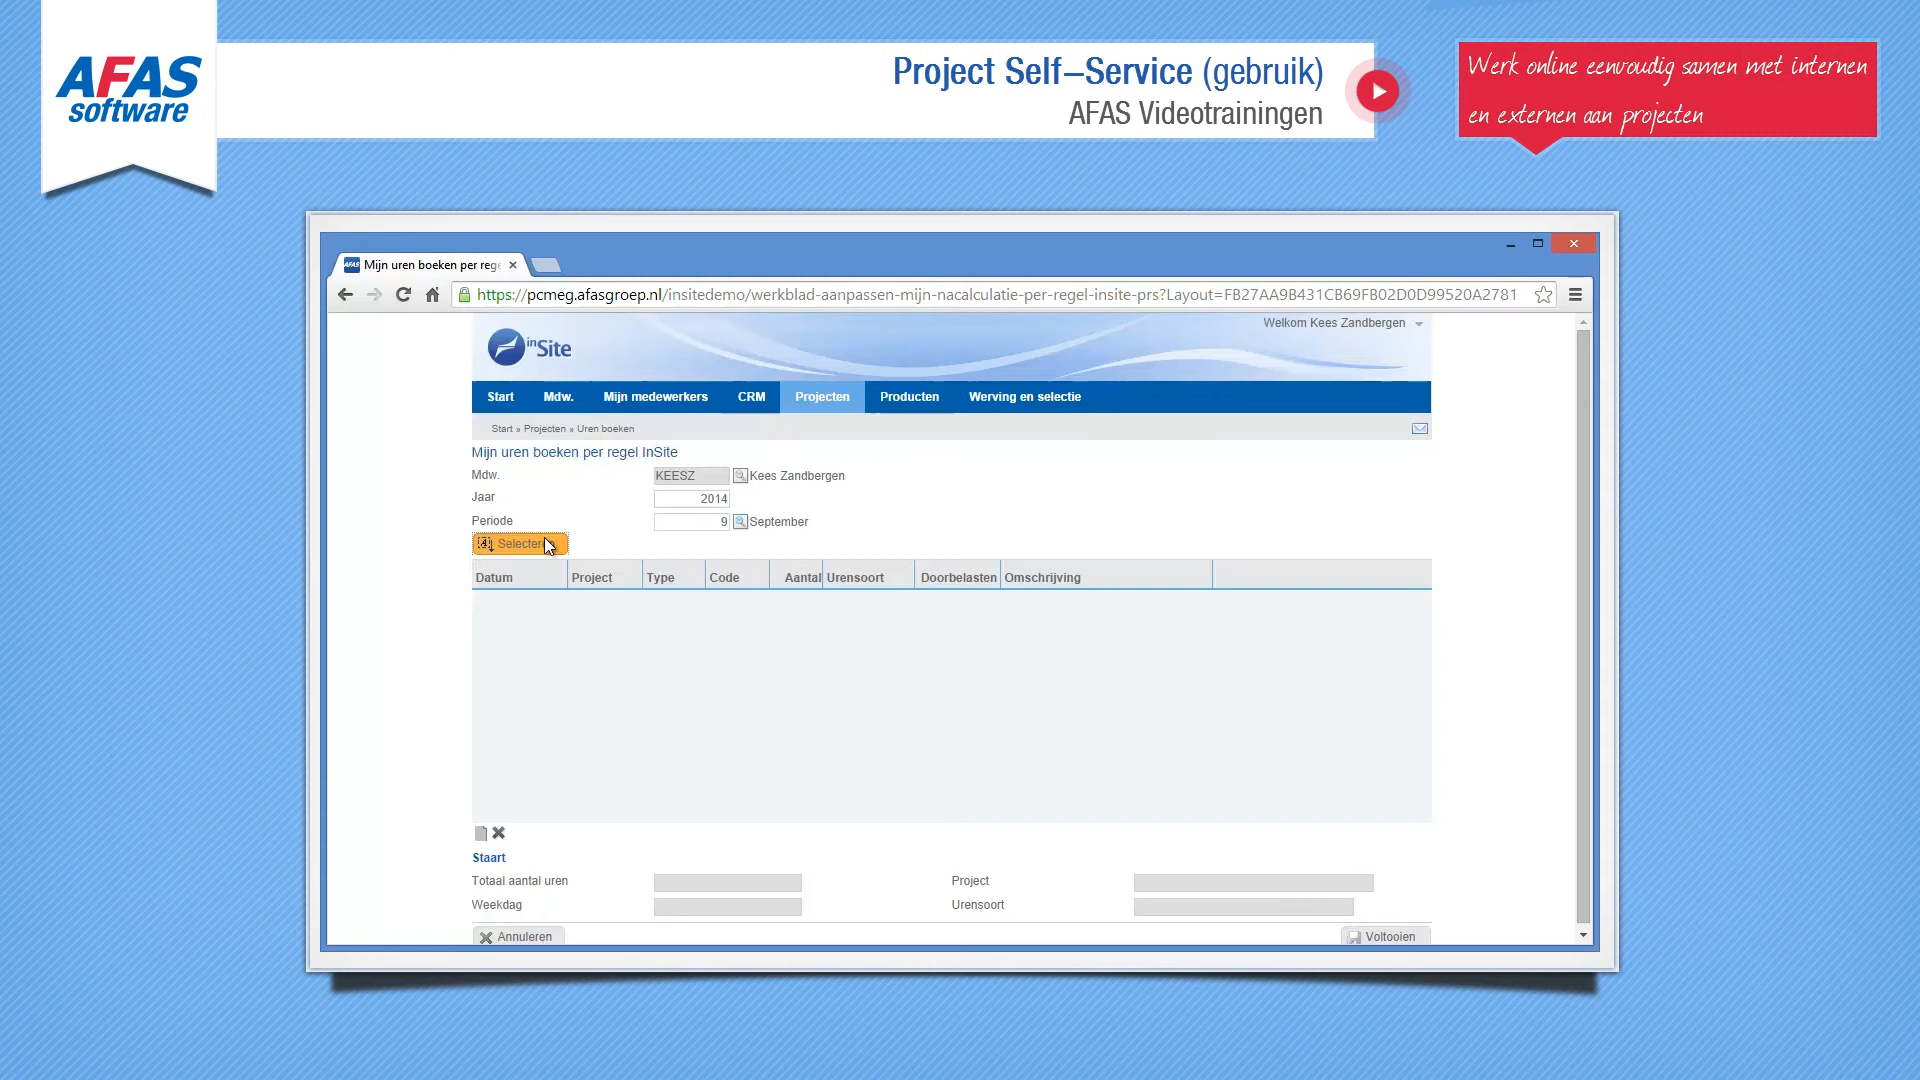 AFAS
software
Project Self–Service (gebruik)
AFAS Videotrainingen
Werk online eenvoudig samen met internen
en externen aan projecten
Mijn uren boeken per rege
https://pcmeg.afasgroep.nl/insitedemo/werkblad-aanpassen-mijn-nacalculatie-per-regel-insite-prs?Layout=FB27AA9B431CB69FB02D0D99520A2781
Welkom Kees Zandbergen
inSite
Start Mdw. Mijn medewerkers CRM Projecten Producten Werving en selectie
Start » Projecten » Uren boeken
Mijn uren boeken per regel InSite
Mdw. KEESZ Kees Zandbergen
Jaar 2014
Periode 9 September
Selecteren
Datum Project Type Code Aantal Urensoort Doorbelasten Omschrijving
Staart
Totaal aantal uren Project
Weekdag Urensoort
Annuleren Voltooien